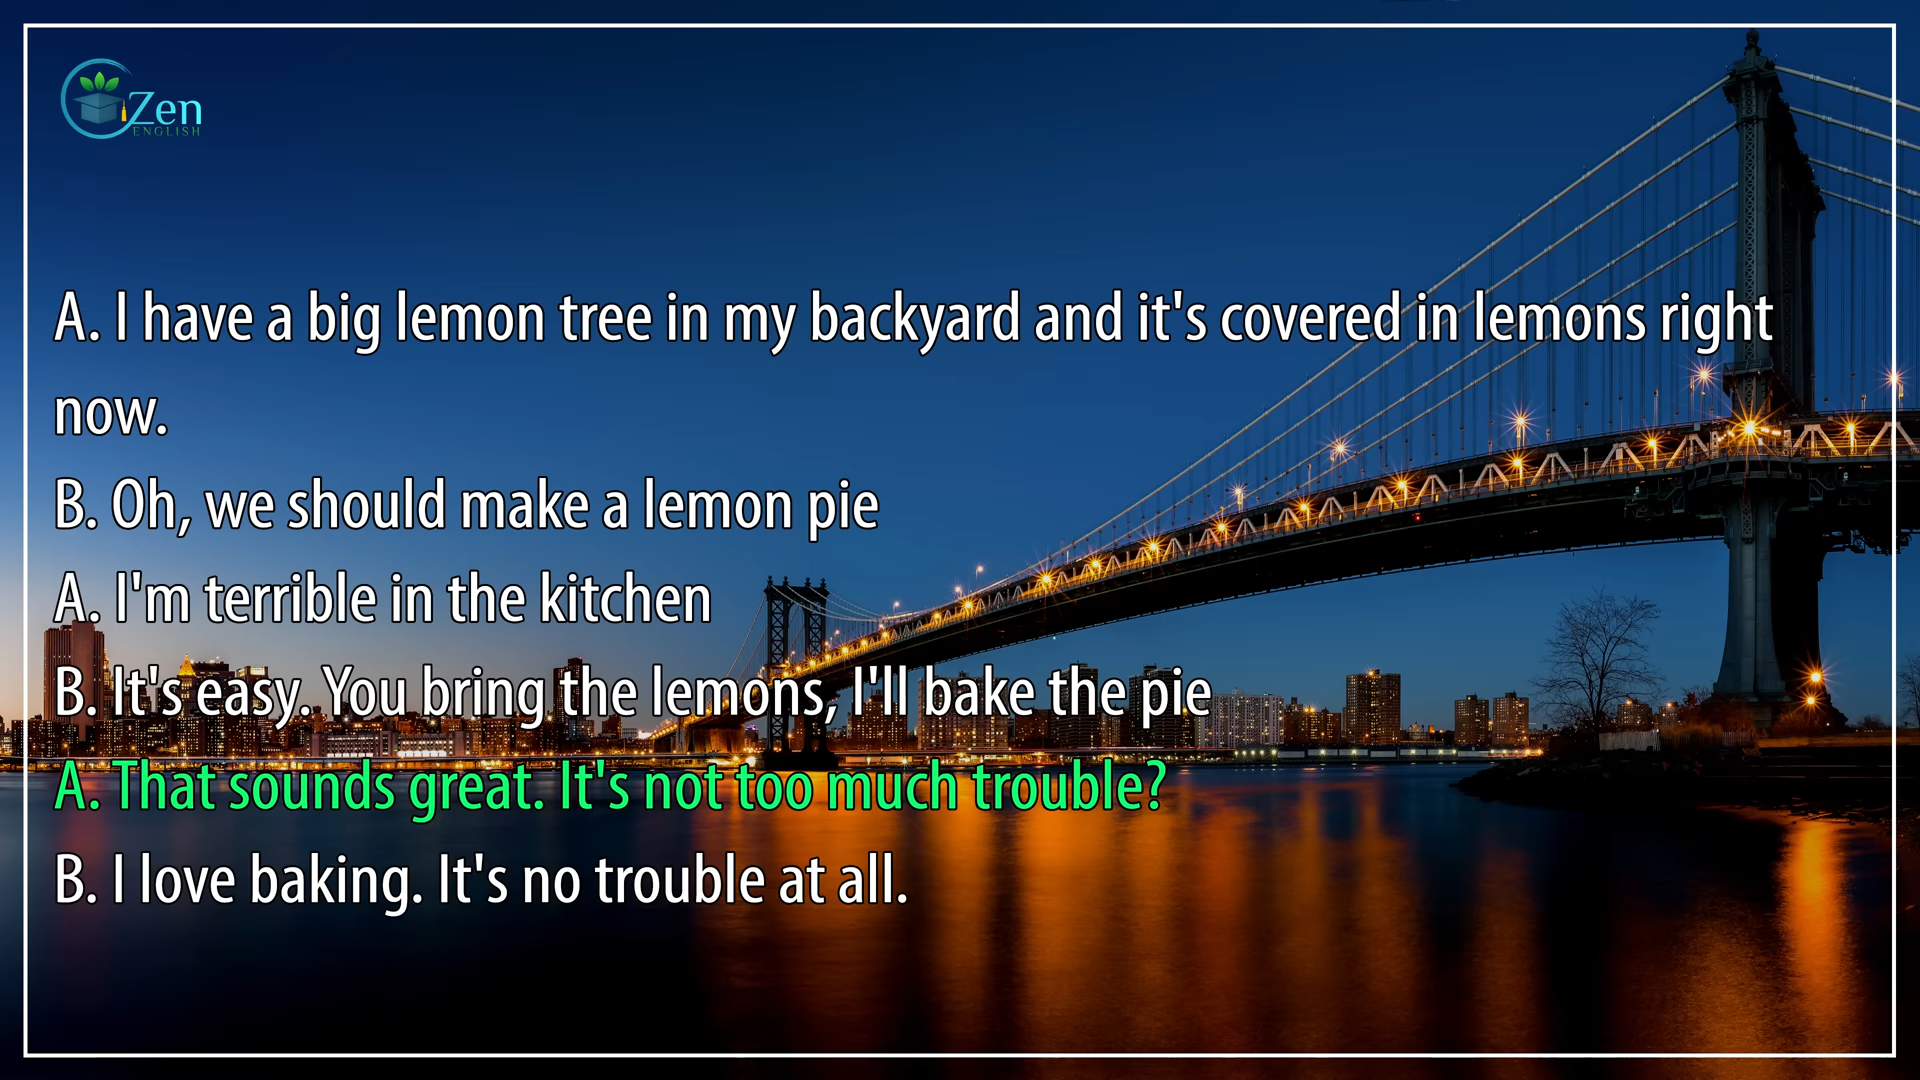 Zen
ENGLISH
A. I have a big lemon tree in my backyard and it's covered in lemons right
now.
B. Oh, we should make a lemon pie
A. I'm terrible in the kitchen
B. It's easy. You bring the lemons, I'll bake the pie
A. That sounds great. It's not too much trouble?
B. I love baking. It's no trouble at all.